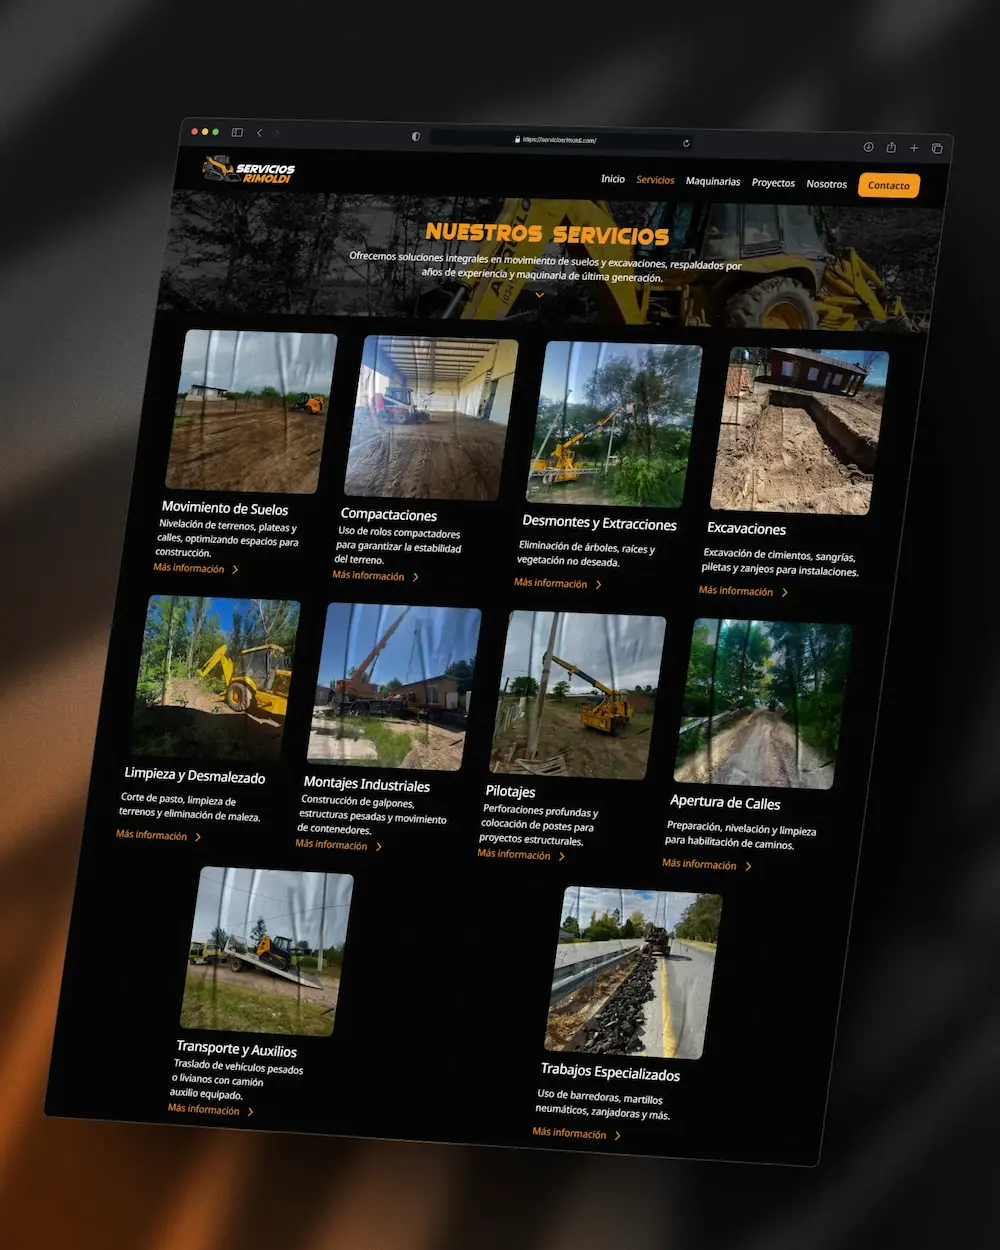 https://serviciosrimoldi.com/
SERVICIOS
RIMOLDI
Inicio
Servicios
Maquinarias
Proyectos
Nosotros
Contacto
NUESTROS SERVICIOS
Ofrecemos soluciones integrales en movimiento de suelos y excavaciones, respaldados por
años de experiencia y maquinaria de última generación.
Movimiento de Suelos
Nivelación de terrenos, plateas y
calles, optimizando espacios para
construcción.
Más información
Compactaciones
Uso de rolos compactadores
para garantizar la estabilidad
del terreno.
Más información
Desmontes y Extracciones
Eliminación de árboles, raíces y
vegetación no deseada.
Más información
Excavaciones
Excavación de cimientos, sangrías,
piletas y zanjeos para instalaciones.
Más información
Limpieza y Desmalezado
Corte de pasto, limpieza de
terrenos y eliminación de maleza.
Más información
Montajes Industriales
Construcción de galpones,
estructuras pesadas y movimiento
de contenedores.
Más información
Pilotajes
Perforaciones profundas y
colocación de postes para
proyectos estructurales.
Más información
Apertura de Calles
Preparación, nivelación y limpieza
para habilitación de caminos.
Más información
Transporte y Auxilios
Traslado de vehículos pesados
o livianos con camión
auxilio equipado.
Más información
Trabajos Especializados
Uso de barredoras, martillos
neumáticos, zanjadoras y más.
Más información